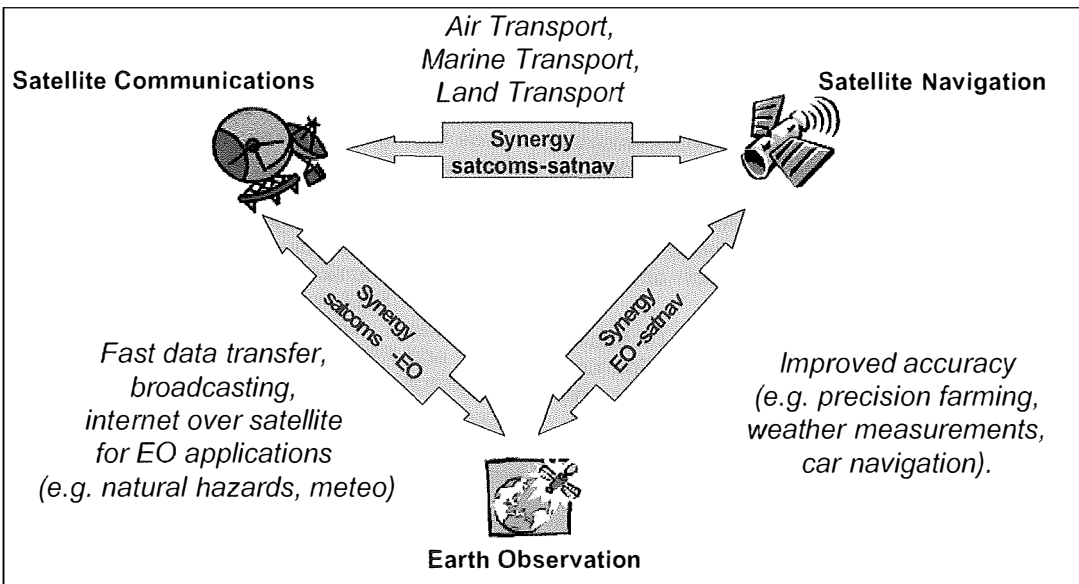 Air Transport,
Marine Transport,
Land Transport
Satellite Communications
Satellite Navigation
Synergy
satcoms-satnav
Synergy
satcoms -EO
Synergy
EO-satnav
Fast data transfer,
broadcasting,
internet over satellite
for EO applications
(e.g. natural hazards, meteo)
Improved accuracy
(e.g. precision farming,
weather measurements,
car navigation).
Earth Observation